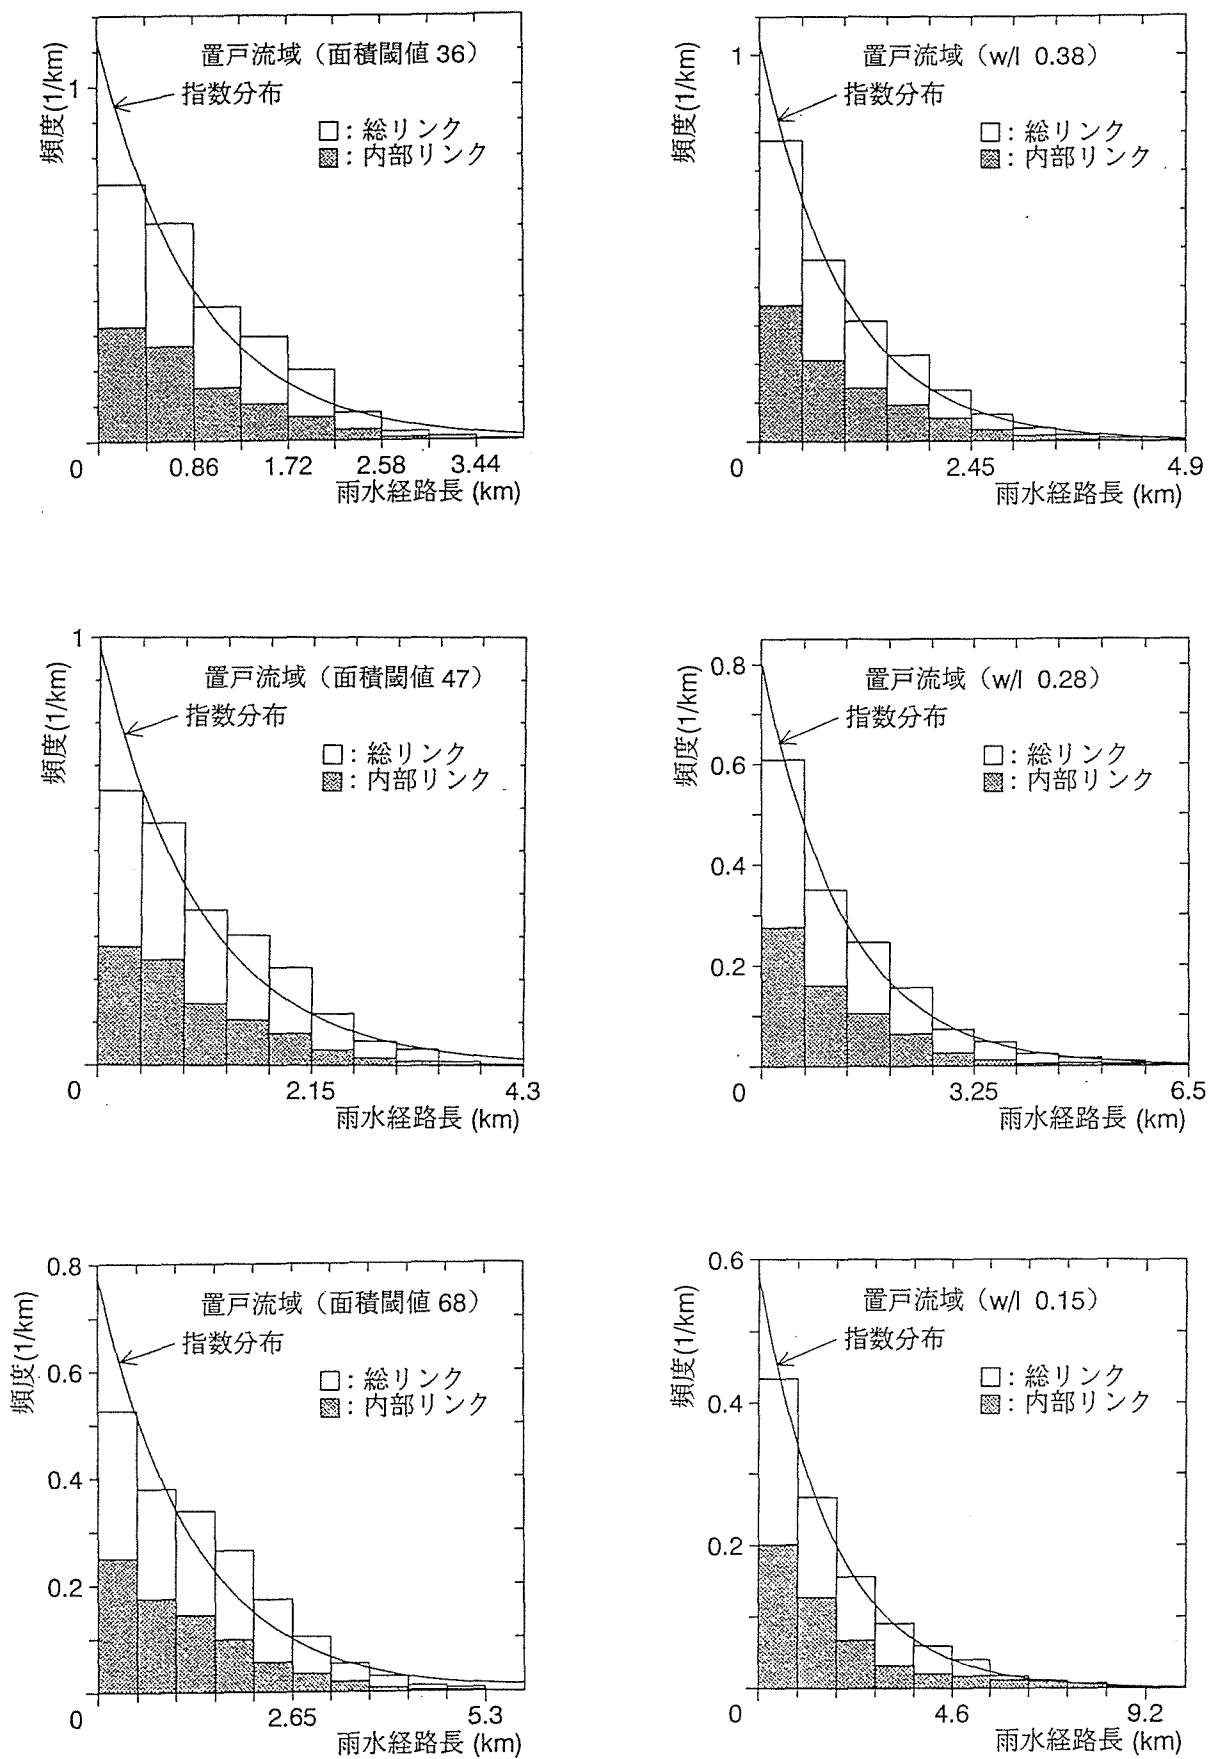 置戸流域（面積閾値 36）
指数分布
□：総リンク
：内部リンク
頻度(1/km)
1
0
0.86
1.72
2.58
3.44
雨水経路長 (km)
置戸流域（w/l 0.38）
指数分布
□：総リンク
：内部リンク
頻度(1/km)
1
0
2.45
4.9
雨水経路長 (km)
置戸流域（面積閾値 47）
指数分布
□：総リンク
：内部リンク
頻度(1/km)
1
0
2.15
4.3
雨水経路長 (km)
置戸流域（w/l 0.28）
指数分布
□：総リンク
：内部リンク
頻度(1/km)
0.8
0.6
0.4
0.2
0
3.25
6.5
雨水経路長 (km)
置戸流域（面積閾値 68）
指数分布
□：総リンク
：内部リンク
頻度(1/km)
0.8
0.6
0.4
0.2
0
2.65
5.3
雨水経路長 (km)
置戸流域（w/l 0.15）
指数分布
□：総リンク
：内部リンク
頻度(1/km)
0.6
0.4
0.2
0
4.6
9.2
雨水経路長 (km)